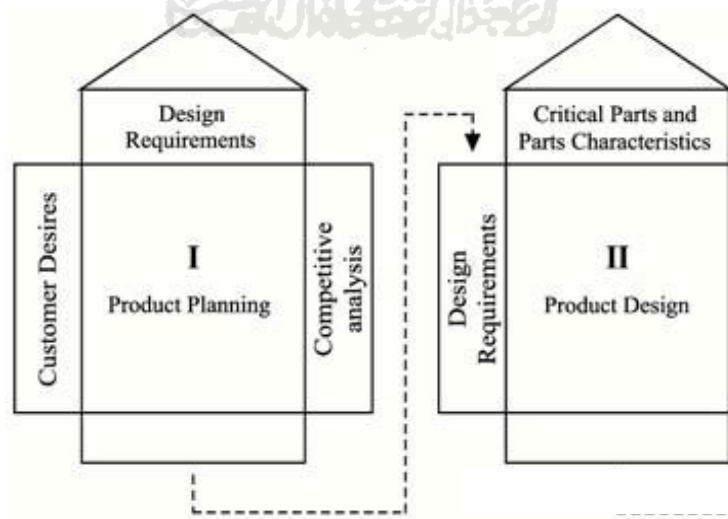 Design
Requirements
Customer Desires
I
Product Planning
Competitive
analysis
Critical Parts and
Parts Characteristics
Design
Requirements
II
Product Design